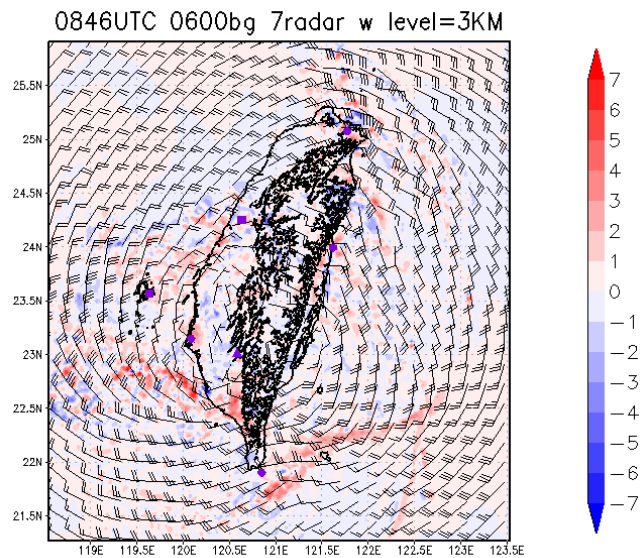 0846UTC 0600bg 7radar w level=3KM
25.5N
25N
24.5N
24N
23.5N
23N
22.5N
22N
21.5N
119E 119.5E 120E 120.5E 121E 121.5E 122E 122.5E 123E 123.5E
7
6
5
4
3
2
1
0
−1
−2
−3
−4
−5
−6
−7